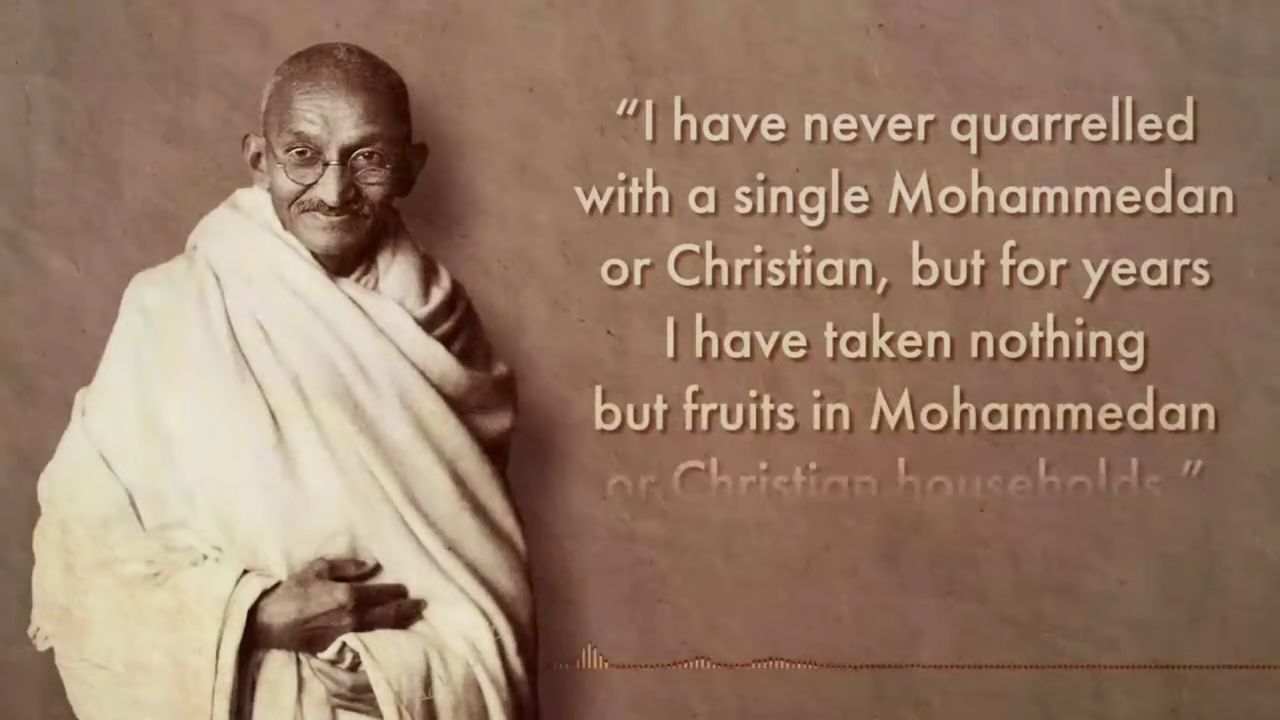 “I have never quarrelled
with a single Mohammedan
or Christian, but for years
I have taken nothing
but fruits in Mohammedan
or Christian households.”